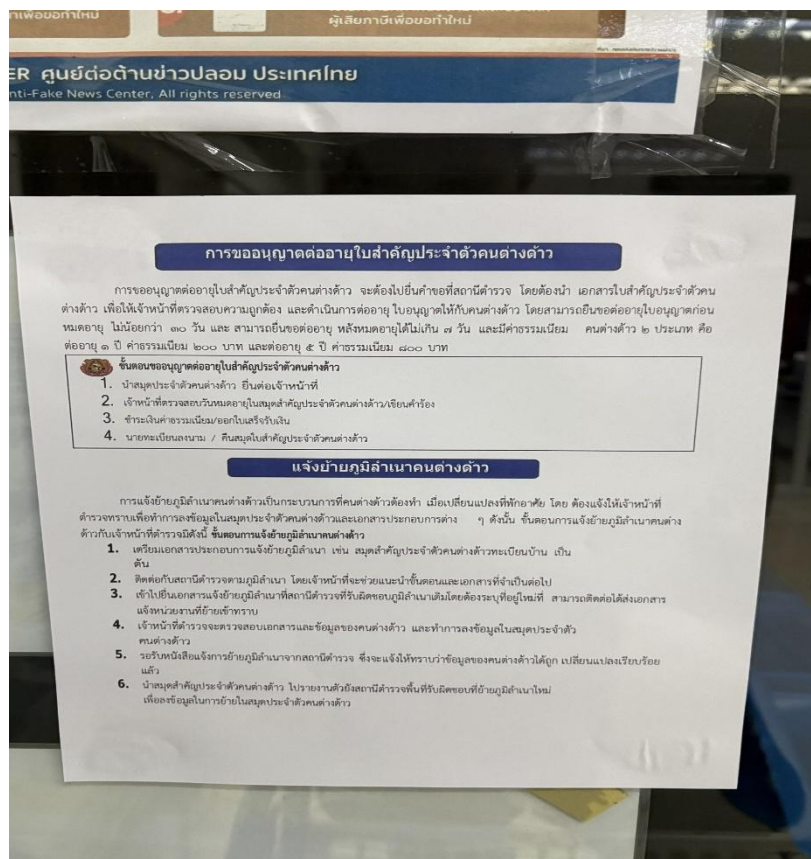 าเพื่อขอทำใหม่
ผู้เสียภาษีเพื่อขอทำใหม่
ER ศูนย์ต่อต้านข่าวปลอม ประเทศไทย
nti-Fake News Center, All rights reserved
การขออนุญาตต่ออายุใบสำคัญประจำตัวคนต่างด้าว
การขออนุญาตต่ออายุใบสำคัญประจำตัวคนต่างด้าว จะต้องไปยื่นคำขอที่สถานีตำรวจ โดยต้องนำ เอกสารใบสำคัญประจำตัวคน
ต่างด้าว เพื่อให้เจ้าหน้าที่ตรวจสอบความถูกต้อง และดำเนินการต่ออายุ ใบอนุญาตให้กับคนต่างด้าว โดยสามารถยื่นขอต่ออายุใบอนุญาตก่อน
หมดอายุ ไม่น้อยกว่า ๓๐ วัน และ สามารถยื่นขอต่ออายุ หลังหมดอายุได้ไม่เกิน ๗ วัน และมีค่าธรรมเนียม คนต่างด้าว ๒ ประเภท คือ
ต่ออายุ ๑ ปี ค่าธรรมเนียม ๒๐๐ บาท และต่ออายุ ๕ ปี ค่าธรรมเนียม ๘๐๐ บาท
ขั้นตอนขออนุญาตต่ออายุใบสำคัญประจำตัวคนต่างด้าว
1. นำสมุดประจำตัวคนต่างด้าว ยื่นต่อเจ้าหน้าที่
2. เจ้าหน้าที่ตรวจสอบวันหมดอายุในสมุดสำคัญประจำตัวคนต่างด้าว/เขียนคำร้อง
3. ชำระเงินค่าธรรมเนียม/ออกใบเสร็จรับเงิน
4. นายทะเบียนลงนาม / คืนสมุดใบสำคัญประจำตัวคนต่างด้าว
แจ้งย้ายภูมิลำเนาคนต่างด้าว
การแจ้งย้ายภูมิลำเนาคนต่างด้าวเป็นกระบวนการที่คนต่างด้าวต้องทำ เมื่อเปลี่ยนแปลงที่พักอาศัย โดย ต้องแจ้งให้เจ้าหน้าที่
ตำรวจทราบเพื่อทำการลงข้อมูลในสมุดประจำตัวคนต่างด้าวและเอกสารประกอบการต่าง ๆ ดังนั้น ขั้นตอนการแจ้งย้ายภูมิลำเนาคนต่าง
ด้าวกับเจ้าหน้าที่ตำรวจมีดังนี้ ขั้นตอนการแจ้งย้ายภูมิลำเนาคนต่างด้าว
1. เตรียมเอกสารประกอบการแจ้งย้ายภูมิลำเนา เช่น สมุดสำคัญประจำตัวคนต่างด้าวทะเบียนบ้าน เป็น
ต้น
2. ติดต่อกับสถานีตำรวจตามภูมิลำเนา โดยเจ้าหน้าที่จะช่วยแนะนำขั้นตอนและเอกสารที่จำเป็นต่อไป
3. เข้าไปยื่นเอกสารแจ้งย้ายภูมิลำเนาที่สถานีตำรวจที่รับผิดชอบภูมิลำเนาเดิมโดยต้องระบุที่อยู่ใหม่ที่ สามารถติดต่อได้ส่งเอกสาร
แจ้งหน่วยงานที่ย้ายเข้าทราบ
4. เจ้าหน้าที่ตำรวจจะตรวจสอบเอกสารและข้อมูลของคนต่างด้าว และทำการลงข้อมูลในสมุดประจำตัว
คนต่างด้าว
5. รอรับหนังสือแจ้งการย้ายภูมิลำเนาจากสถานีตำรวจ ซึ่งจะแจ้งให้ทราบว่าข้อมูลของคนต่างด้าวได้ถูก เปลี่ยนแปลงเรียบร้อย
แล้ว
6. นำสมุดสำคัญประจำตัวคนต่างด้าว ไปรายงานตัวยังสถานีตำรวจพื้นที่รับผิดชอบที่ย้ายภูมิลำเนาใหม่
เพื่อลงข้อมูลในการย้ายในสมุดประจำตัวคนต่างด้าว